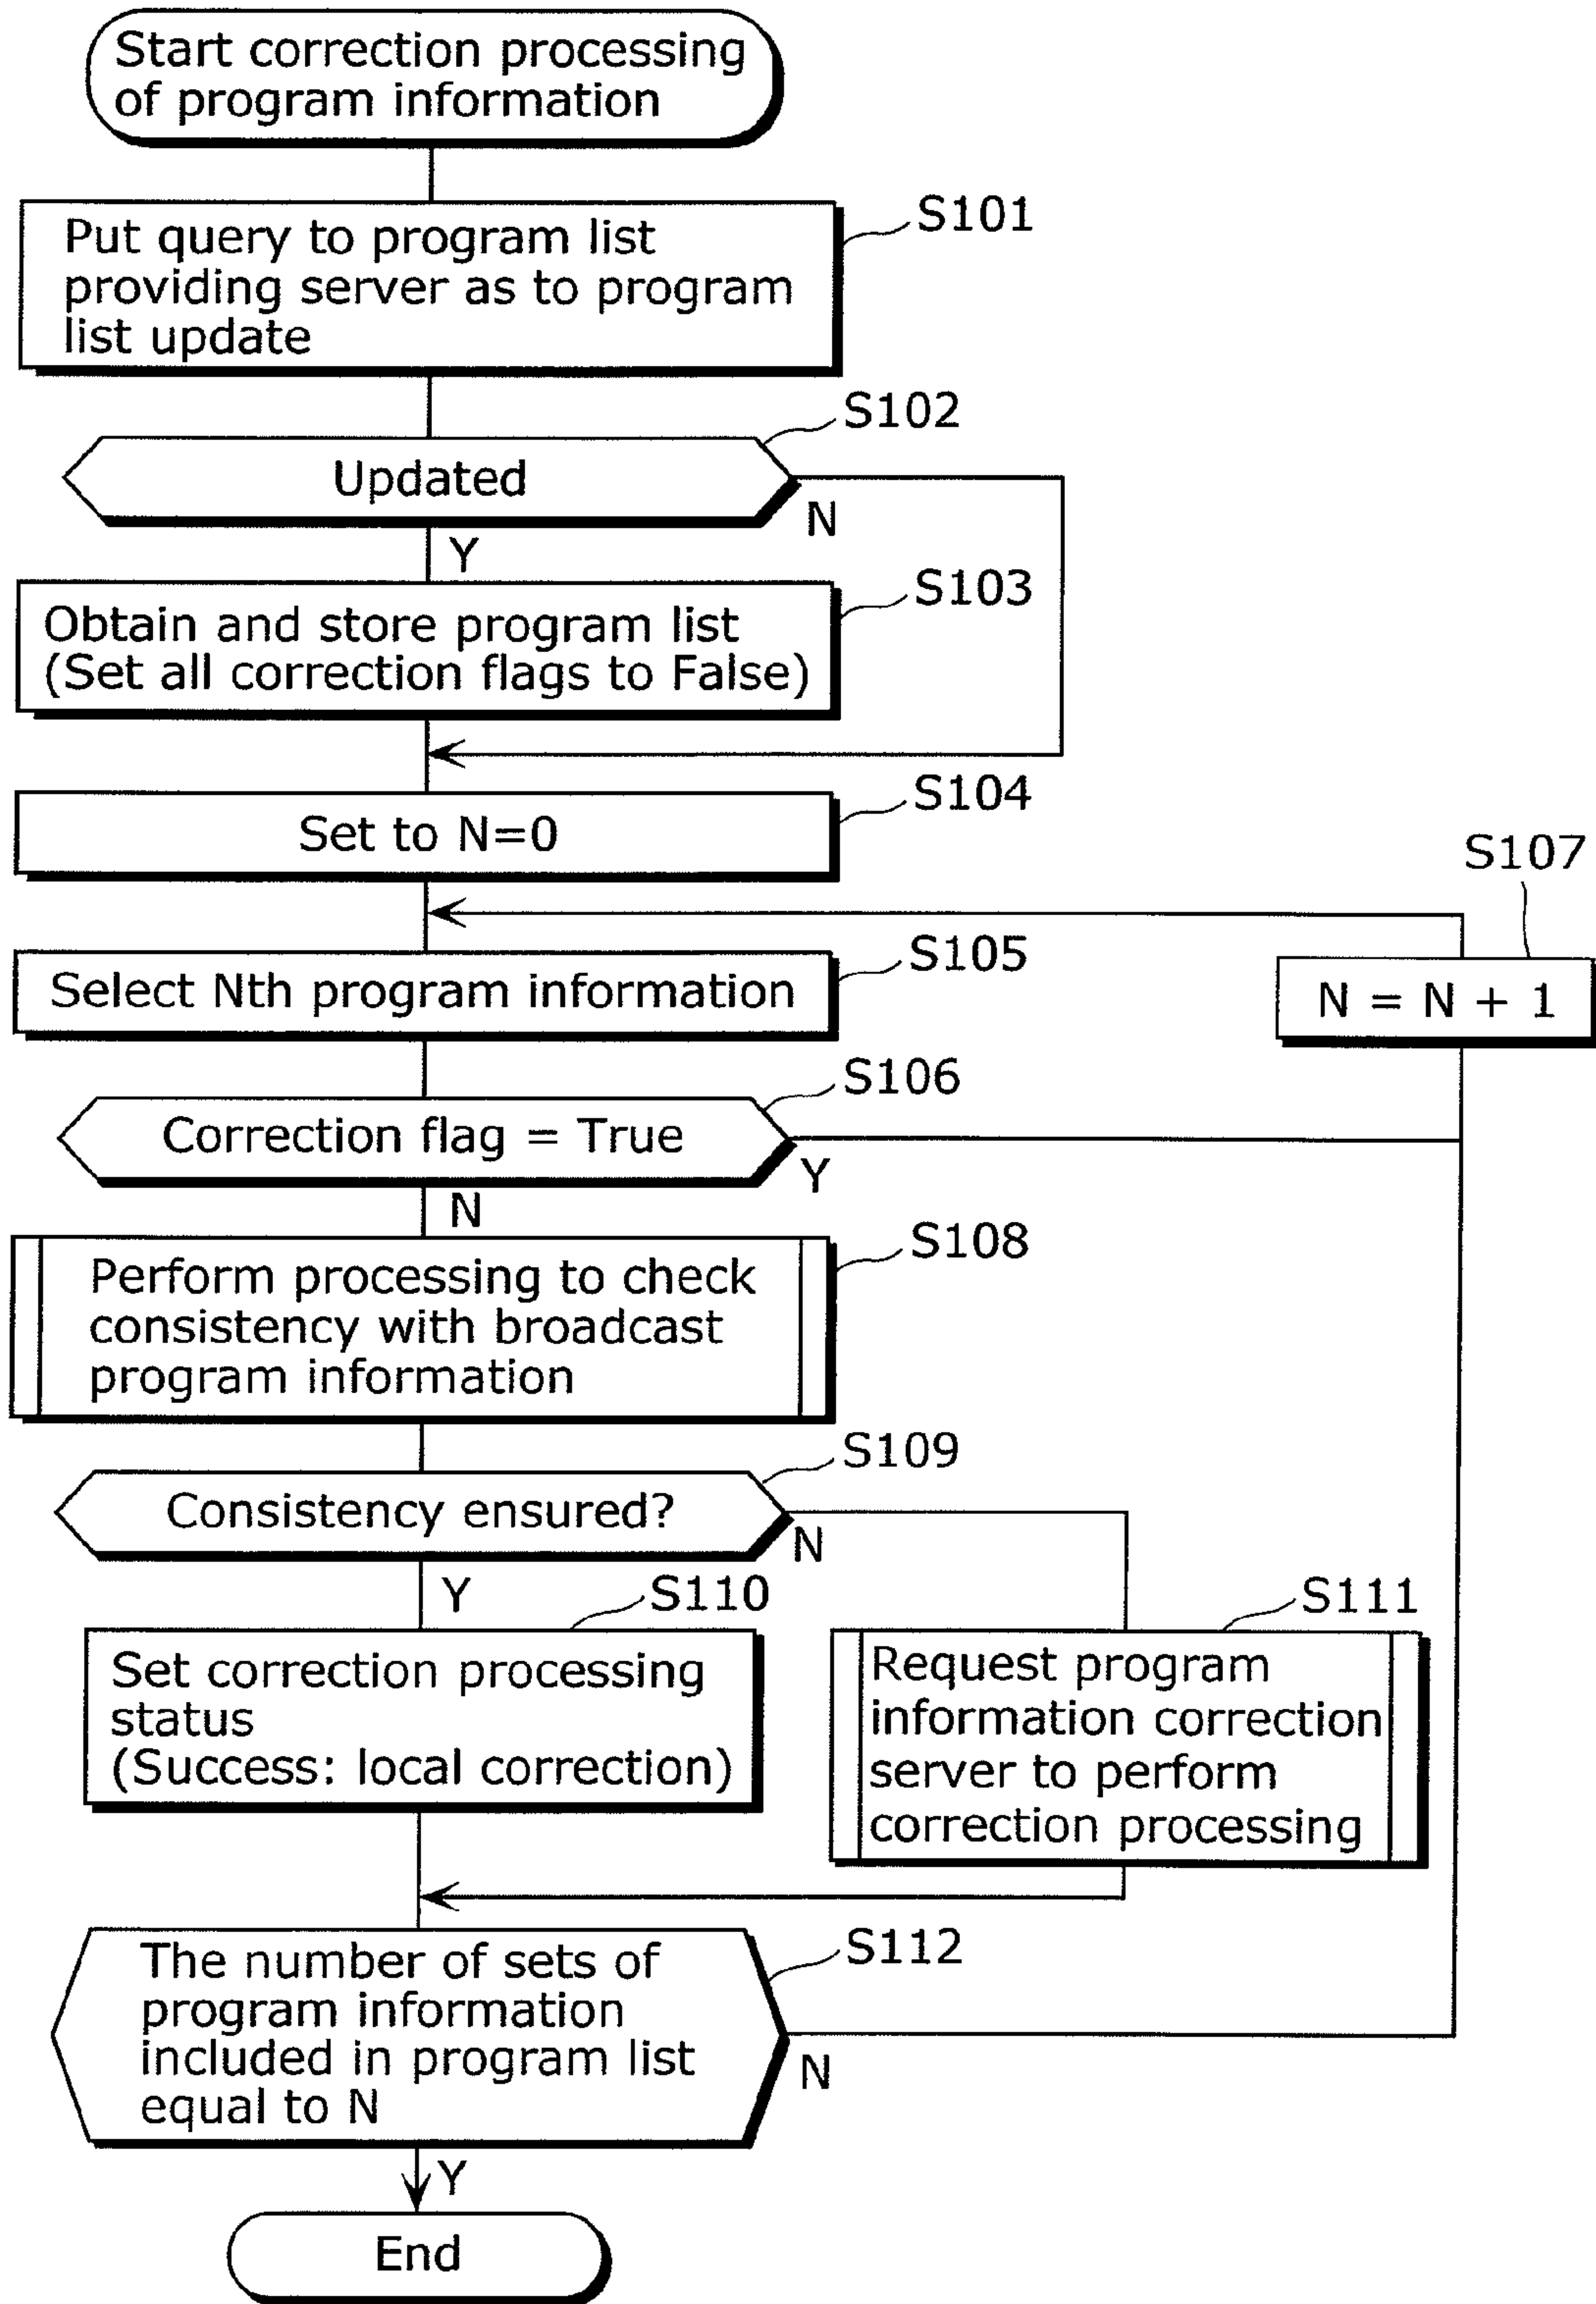 Start correction processing
of program information
S101
Put query to program list
providing server as to program
list update
S102
Updated
N
Y
S103
Obtain and store program list
(Set all correction flags to False)
S104
Set to N=0
S107
N = N + 1
S105
Select Nth program information
S106
Correction flag = True
Y
N
S108
Perform processing to check
consistency with broadcast
program information
S109
Consistency ensured?
N
Y
S110
Set correction processing
status
(Success: local correction)
S111
Request program
information correction
server to perform
correction processing
S112
The number of sets of
program information
included in program list
equal to N
N
Y
End